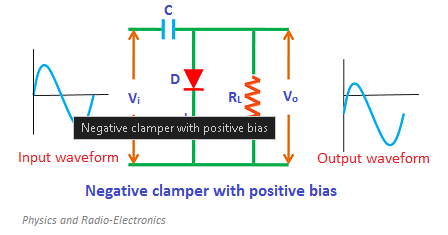 C
D
Vi
RL
Vo
Negative clamper with positive bias
Input waveform
Output waveform
Negative clamper with positive bias
Physics and Radio-Electronics